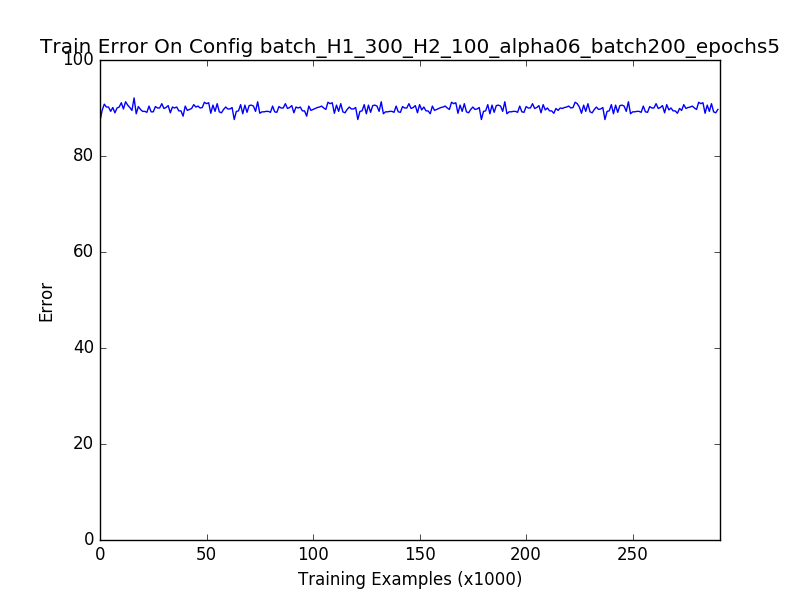 Train Error On Config batch_H1_300_H2_100_alpha06_batch200_epochs5
100
80
60
40
20
0
Error
0 50 100 150 200 250
Training Examples (x1000)